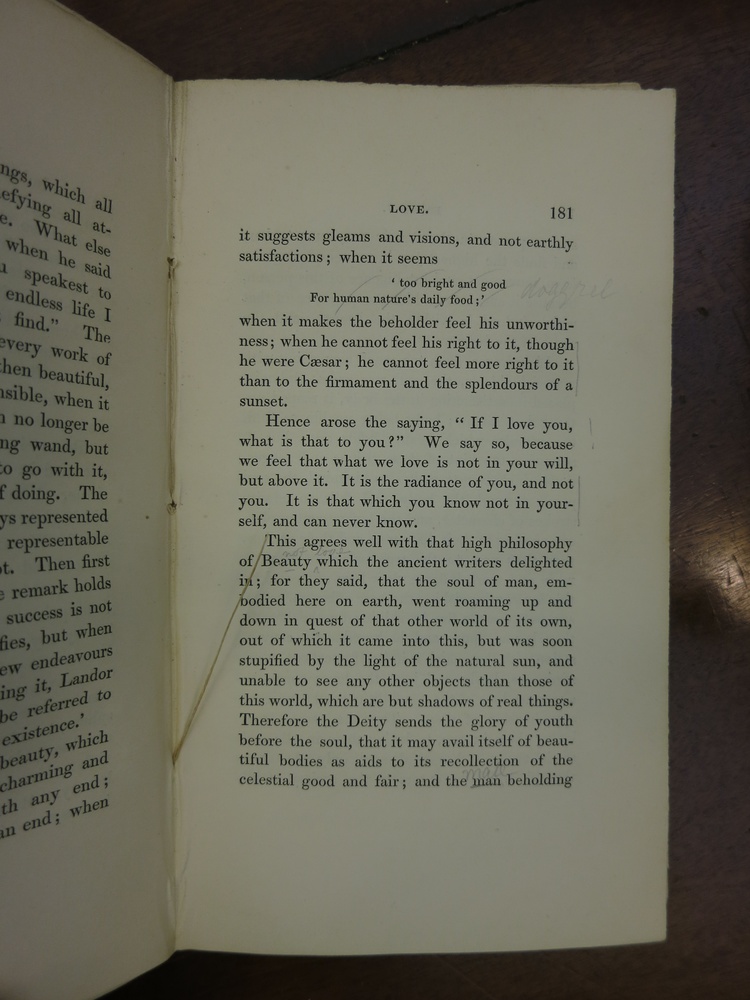 ngs, which all
efying all at-
e. What else
when he said
u speakest to
endless life I
find." The
every work of
then beautiful,
nsible, when it
n no longer be
ng wand, but
to go with it,
f doing. The
ys represented
representable
ot. Then first
e remark holds
success is not
fies, but when
ew endeavours
ing it, Landor
be referred to
existence.'
beauty, which
charming and
th any end;
an end; when
LOVE. 181
it suggests gleams and visions, and not earthly
satisfactions; when it seems
' too bright and good
For human nature's daily food;'
doggerel
when it makes the beholder feel his unworthi-
ness; when he cannot feel his right to it, though
he were Cæsar; he cannot feel more right to it
than to the firmament and the splendours of a
sunset.
Hence arose the saying, " If I love you,
what is that to you?" We say so, because
we feel that what we love is not in your will,
but above it. It is the radiance of you, and not
you. It is that which you know not in your-
self, and can never know.
This agrees well with that high philosophy
of Beauty which the ancient writers delighted
in; for they said, that the soul of man, em-
bodied here on earth, went roaming up and
down in quest of that other world of its own,
out of which it came into this, but was soon
stupified by the light of the natural sun, and
unable to see any other objects than those of
this world, which are but shadows of real things.
Therefore the Deity sends the glory of youth
before the soul, that it may avail itself of beau-
tiful bodies as aids to its recollection of the
celestial good and fair; and the man beholding